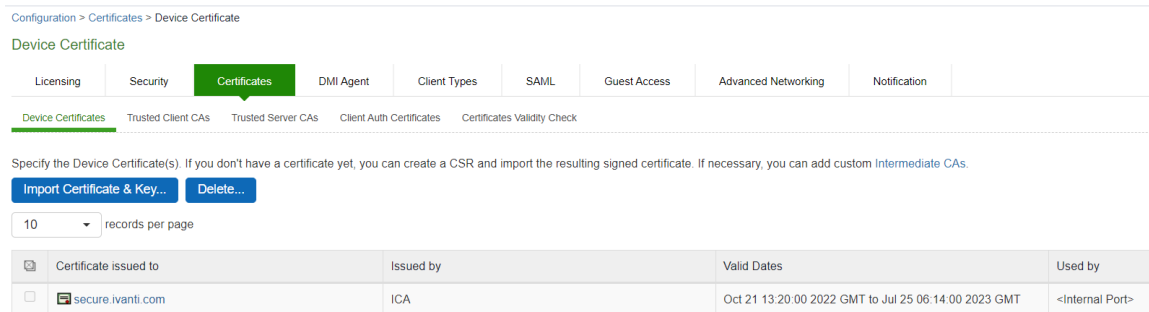 Configuration > Certificates > Device Certificate
Device Certificate
Licensing Security Certificates DMI Agent Client Types SAML Guest Access Advanced Networking Notification
Device Certificates Trusted Client CAs Trusted Server CAs Client Auth Certificates Certificates Validity Check
Specify the Device Certificate(s). If you don't have a certificate yet, you can create a CSR and import the resulting signed certificate. If necessary, you can add custom Intermediate CAs.
Import Certificate & Key... Delete...
10 records per page
Certificate issued to Issued by Valid Dates Used by
secure.ivanti.com ICA Oct 21 13:20:00 2022 GMT to Jul 25 06:14:00 2023 GMT <Internal Port>